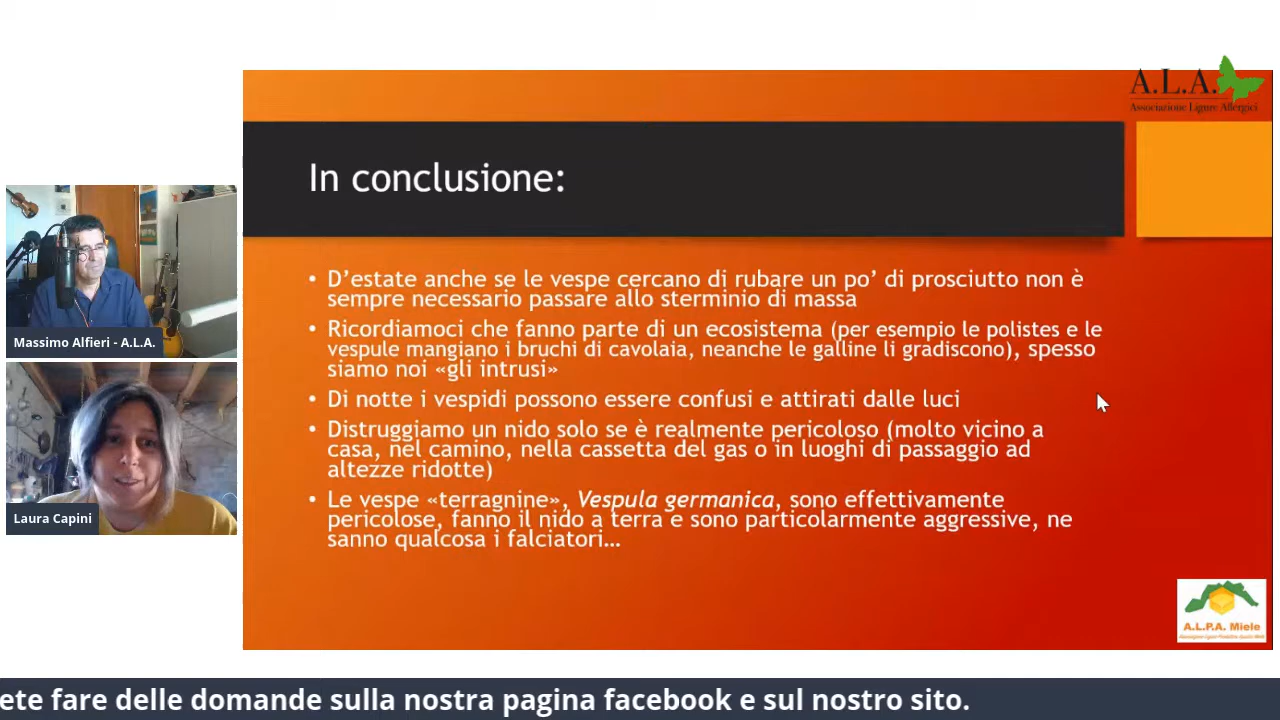 A.L.A.
Associazione Ligure Allergici
In conclusione:
• D’estate anche se le vespe cercano di rubare un po’ di prosciutto non è
sempre necessario passare allo sterminio di massa
• Ricordiamoci che fanno parte di un ecosistema (per esempio le polistes e le
vespule mangiano i bruchi di cavolaia, neanche le galline li gradiscono), spesso
siamo noi «gli intrusi»
• Di notte i vespidi possono essere confusi e attirati dalle luci
• Distruggiamo un nido solo se è realmente pericoloso (molto vicino a
casa, nel camino, nella cassetta del gas o in luoghi di passaggio ad
altezze ridotte)
• Le vespe «terragnine», Vespula germanica, sono effettivamente
pericolose, fanno il nido a terra e sono particolarmente aggressive, ne
sanno qualcosa i falciatori…
Massimo Alfieri - A.L.A.
Laura Capini
A.L.P.A. Miele
ete fare delle domande sulla nostra pagina facebook e sul nostro sito.